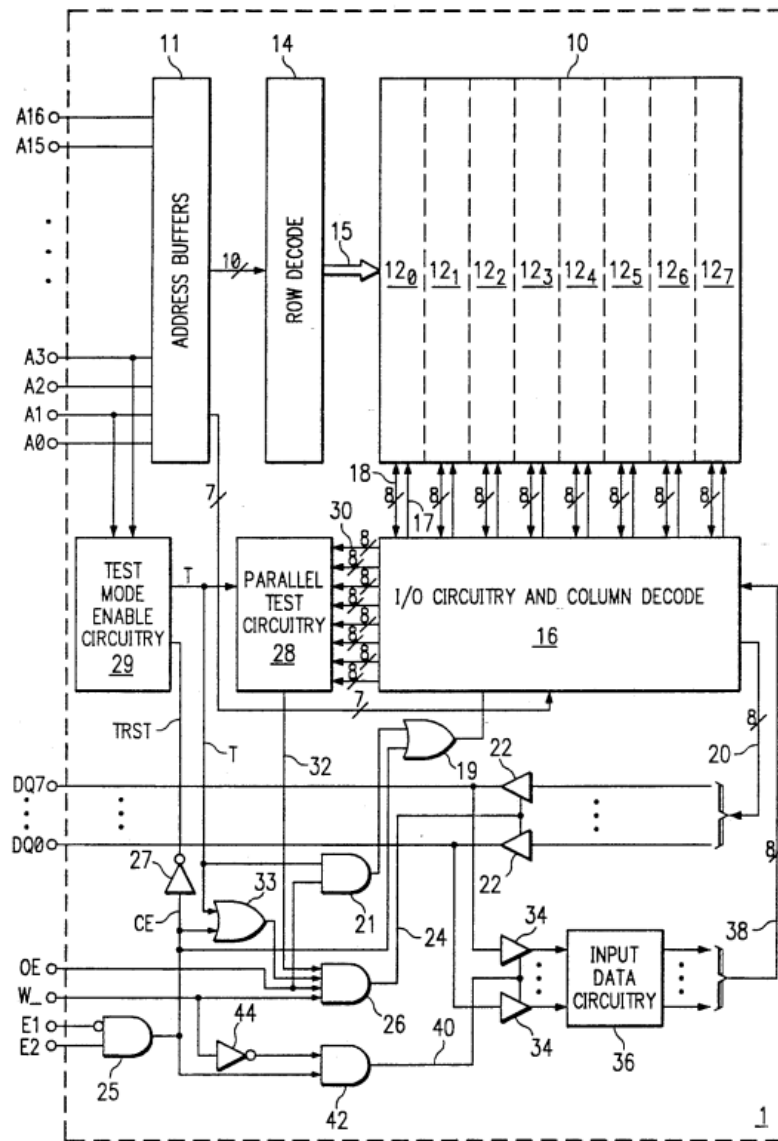 11
14
10
A16
A15
ADDRESS BUFFERS
ROW DECODE
10
15
12₀ 12₁ 12₂ 12₃ 12₄ 12₅ 12₆ 12₇
A3
A2
A1
A0
7
18
8 8 8 8 8 8 8 8
17
30
TEST
MODE
ENABLE
CIRCUITRY
29
T
PARALLEL
TEST
CIRCUITRY
28
8
8
8
8
8
8
8
8
I/O CIRCUITRY AND COLUMN DECODE
16
7
8
20
TRST
T
32
19
22
DQ7
DQ0
22
27
33
21
24
34
8
38
CE
OE
W_
26
INPUT
DATA
CIRCUITRY
34
36
E1
E2
44
40
25
42
1